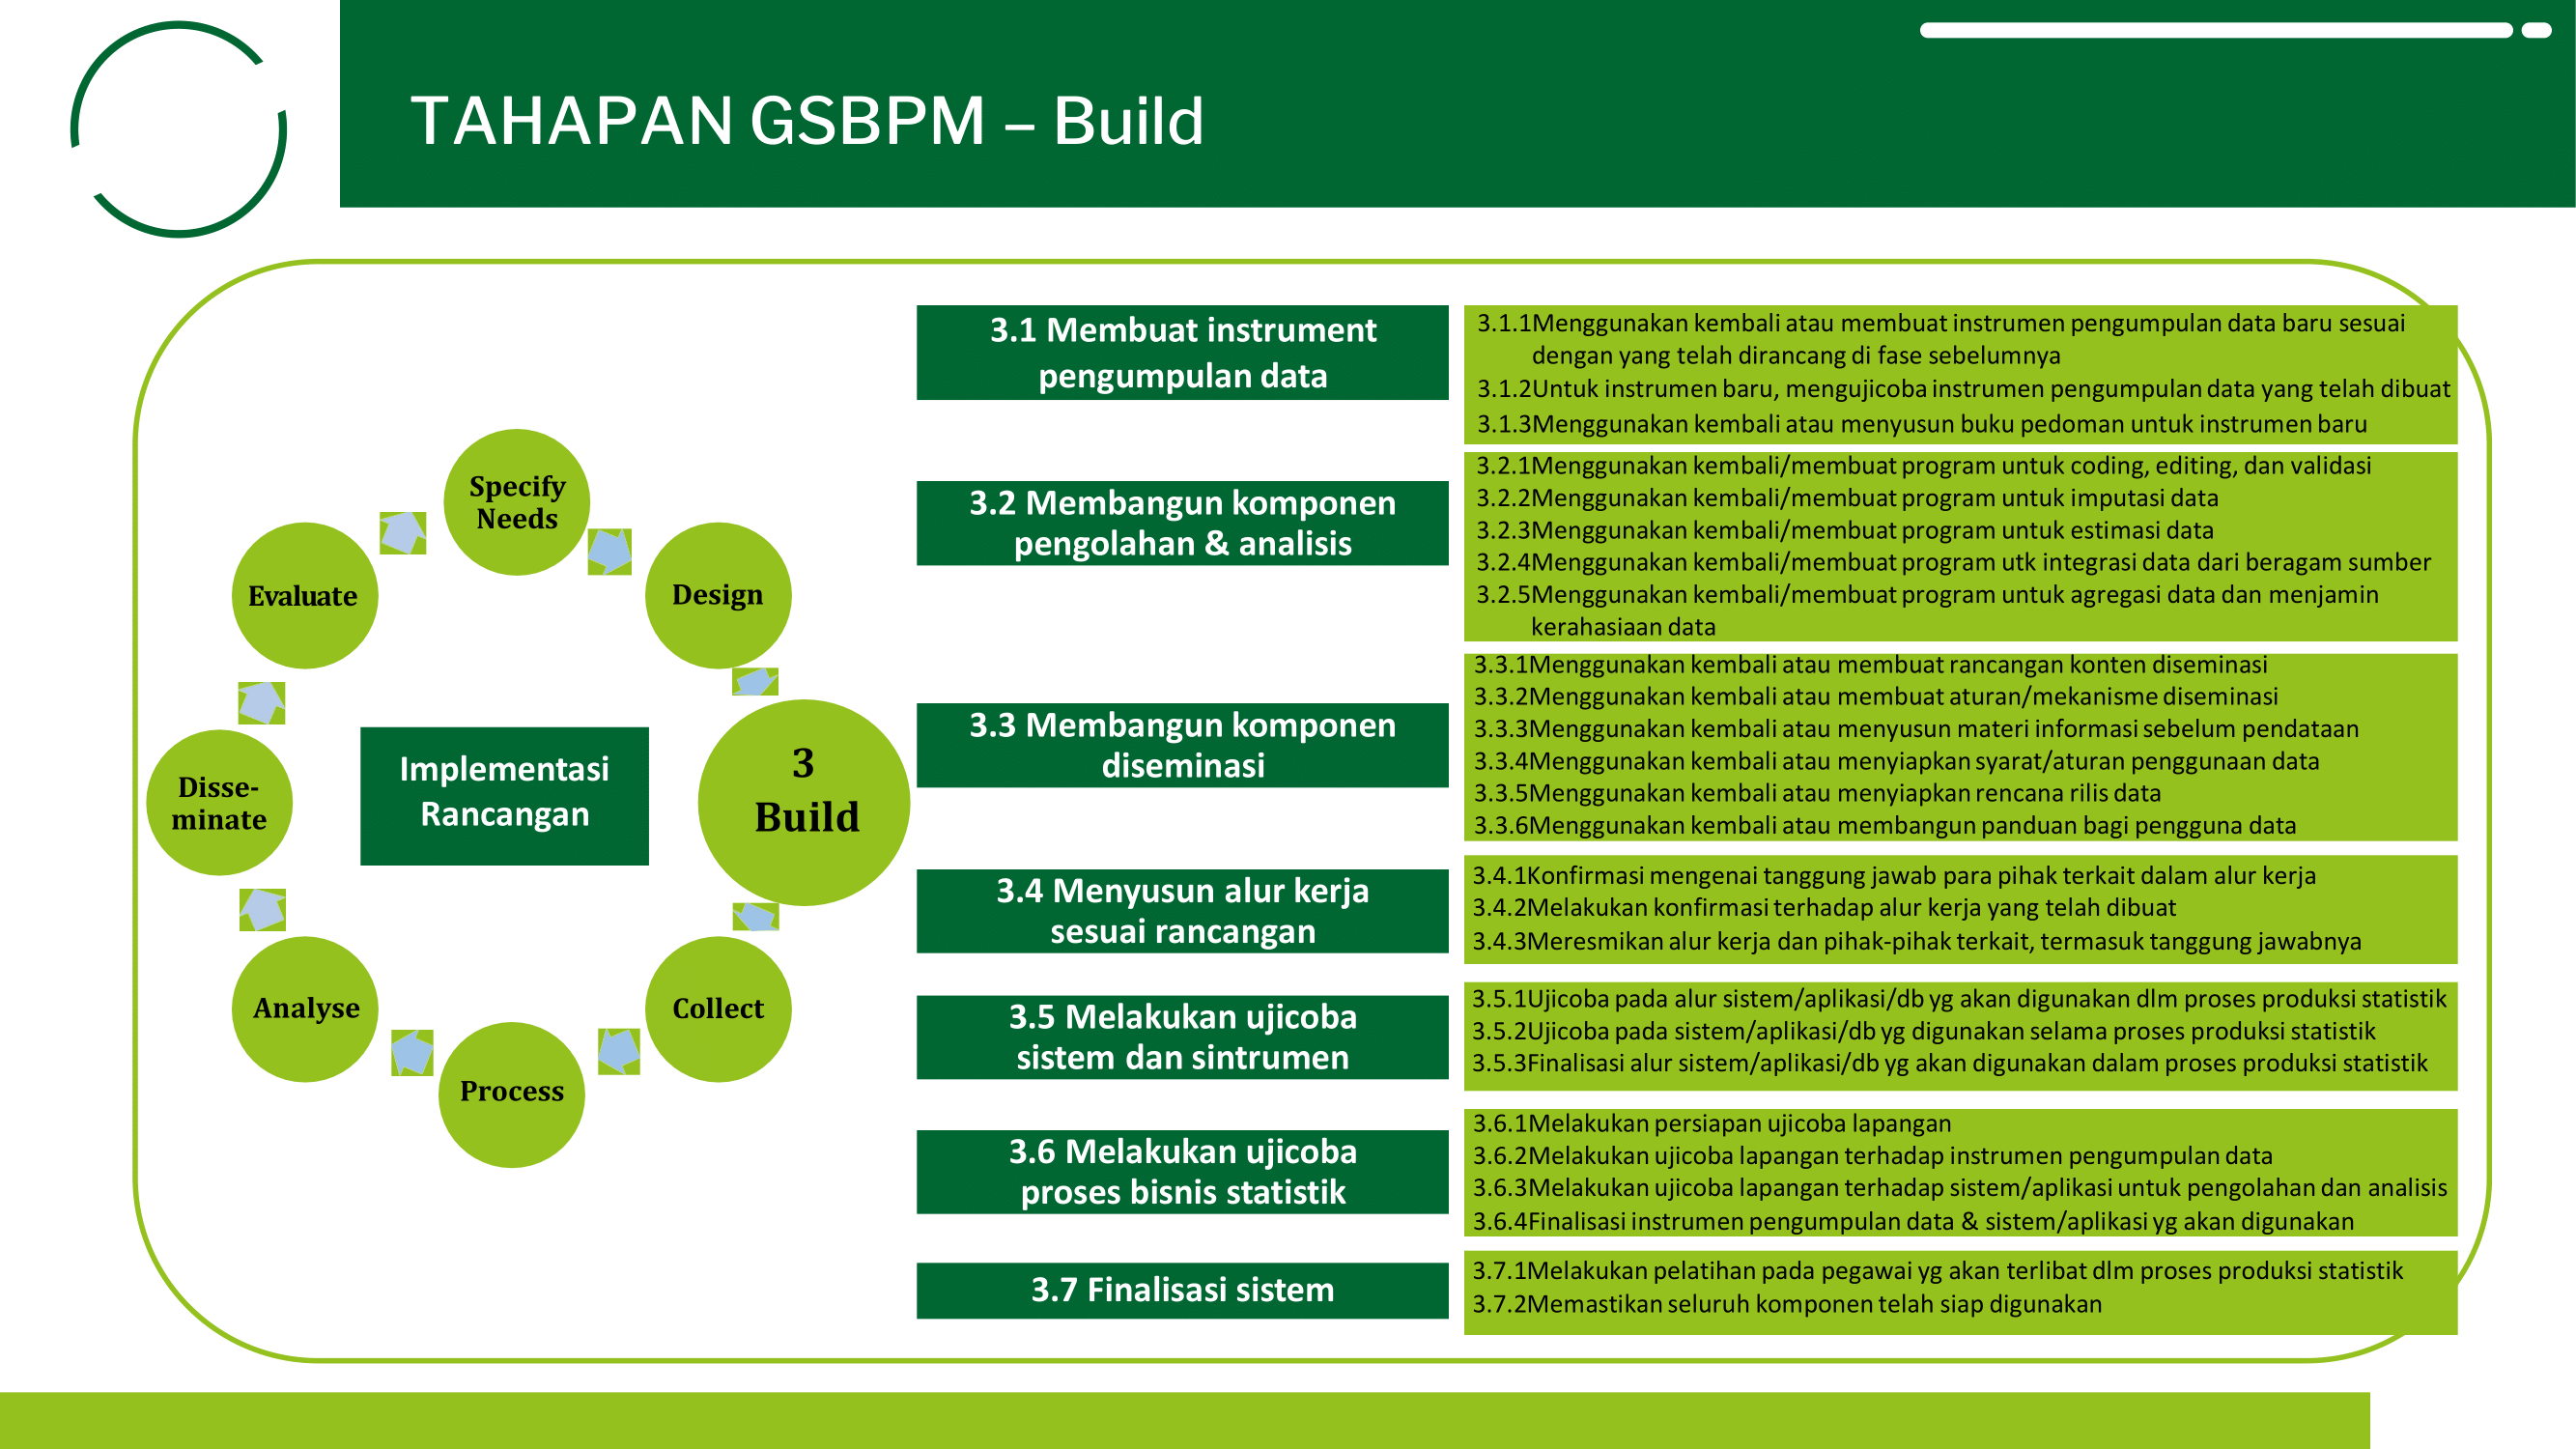 TAHAPAN GSBPM – Build
Specify
Needs
Design
3
Build
Collect
Process
Analyse
Disse-
minate
Evaluate
Implementasi
Rancangan
3.1 Membuat instrument
pengumpulan data
3.1.1Menggunakan kembali atau membuat instrumen pengumpulan data baru sesuai
dengan yang telah dirancang di fase sebelumnya
3.1.2Untuk instrumen baru, mengujicoba instrumen pengumpulan data yang telah dibuat
3.1.3Menggunakan kembali atau menyusun buku pedoman untuk instrumen baru
3.2 Membangun komponen
pengolahan & analisis
3.2.1Menggunakan kembali/membuat program untuk coding, editing, dan validasi
3.2.2Menggunakan kembali/membuat program untuk imputasi data
3.2.3Menggunakan kembali/membuat program untuk estimasi data
3.2.4Menggunakan kembali/membuat program utk integrasi data dari beragam sumber
3.2.5Menggunakan kembali/membuat program untuk agregasi data dan menjamin
kerahasiaan data
3.3 Membangun komponen
diseminasi
3.3.1Menggunakan kembali atau membuat rancangan konten diseminasi
3.3.2Menggunakan kembali atau membuat aturan/mekanisme diseminasi
3.3.3Menggunakan kembali atau menyusun materi informasi sebelum pendataan
3.3.4Menggunakan kembali atau menyiapkan syarat/aturan penggunaan data
3.3.5Menggunakan kembali atau menyiapkan rencana rilis data
3.3.6Menggunakan kembali atau membangun panduan bagi pengguna data
3.4 Menyusun alur kerja
sesuai rancangan
3.4.1Konfirmasi mengenai tanggung jawab para pihak terkait dalam alur kerja
3.4.2Melakukan konfirmasi terhadap alur kerja yang telah dibuat
3.4.3Meresmikan alur kerja dan pihak-pihak terkait, termasuk tanggung jawabnya
3.5 Melakukan ujicoba
sistem dan sintrumen
3.5.1Ujicoba pada alur sistem/aplikasi/db yg akan digunakan dlm proses produksi statistik
3.5.2Ujicoba pada sistem/aplikasi/db yg digunakan selama proses produksi statistik
3.5.3Finalisasi alur sistem/aplikasi/db yg akan digunakan dalam proses produksi statistik
3.6 Melakukan ujicoba
proses bisnis statistik
3.6.1Melakukan persiapan ujicoba lapangan
3.6.2Melakukan ujicoba lapangan terhadap instrumen pengumpulan data
3.6.3Melakukan ujicoba lapangan terhadap sistem/aplikasi untuk pengolahan dan analisis
3.6.4Finalisasi instrumen pengumpulan data & sistem/aplikasi yg akan digunakan
3.7 Finalisasi sistem
3.7.1Melakukan pelatihan pada pegawai yg akan terlibat dlm proses produksi statistik
3.7.2Memastikan seluruh komponen telah siap digunakan